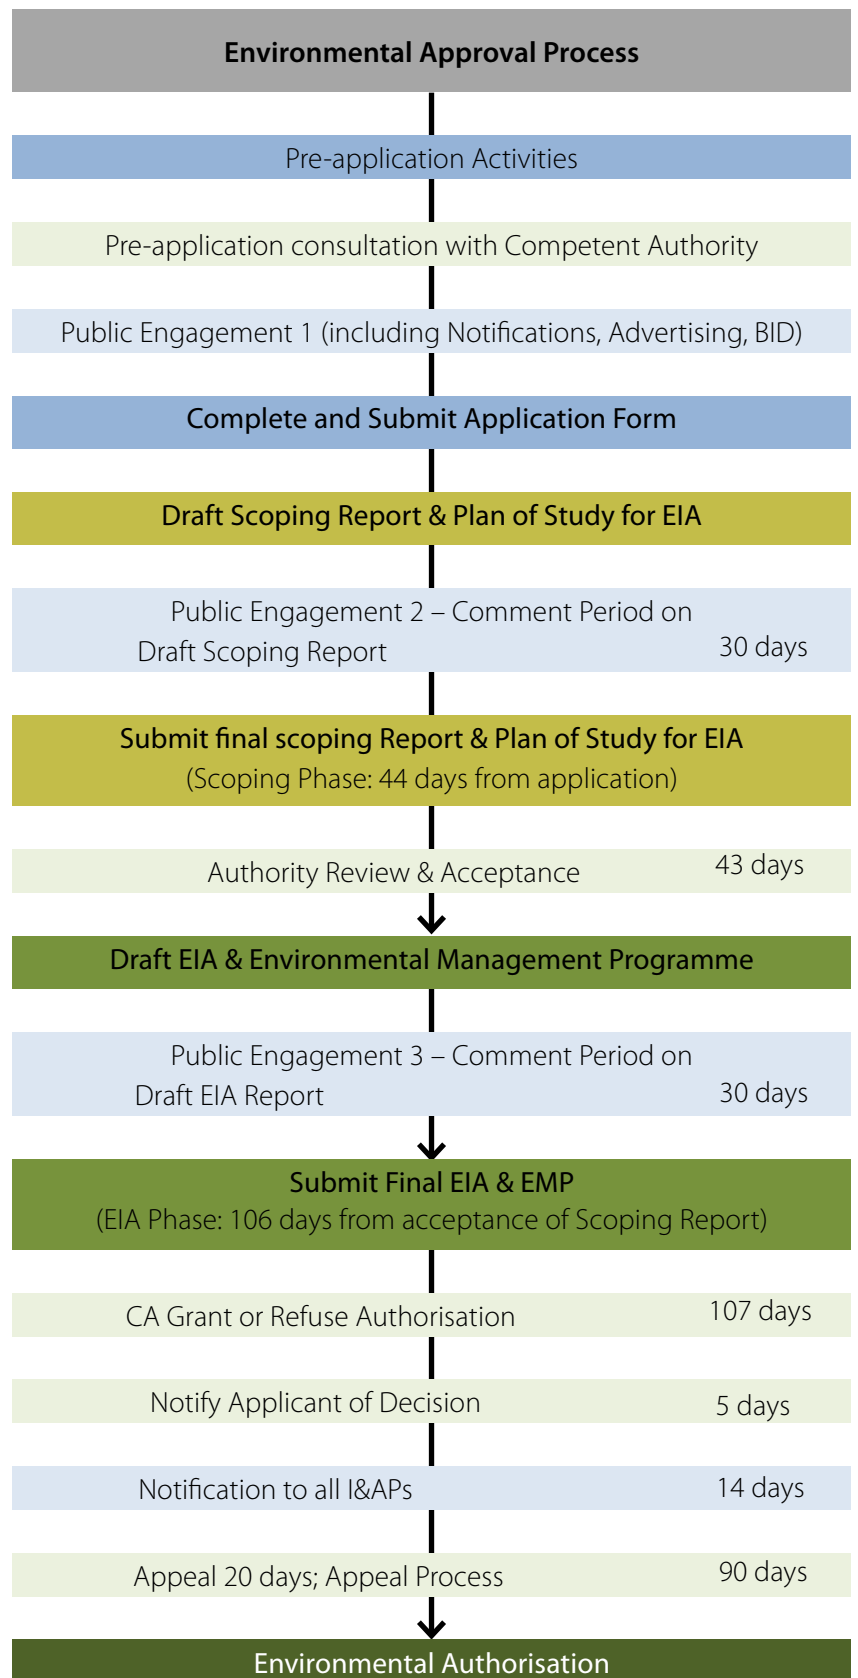 Environmental Approval Process
Pre-application Activities
Pre-application consultation with Competent Authority
Public Engagement 1 (including Notifications, Advertising, BID)
Complete and Submit Application Form
Draft Scoping Report & Plan of Study for EIA
Public Engagement 2 – Comment Period on
Draft Scoping Report 30 days
Submit final scoping Report & Plan of Study for EIA
(Scoping Phase: 44 days from application)
Authority Review & Acceptance 43 days
Draft EIA & Environmental Management Programme
Public Engagement 3 – Comment Period on
Draft EIA Report 30 days
Submit Final EIA & EMP
(EIA Phase: 106 days from acceptance of Scoping Report)
CA Grant or Refuse Authorisation 107 days
Notify Applicant of Decision 5 days
Notification to all I&APs 14 days
Appeal 20 days; Appeal Process 90 days
Environmental Authorisation